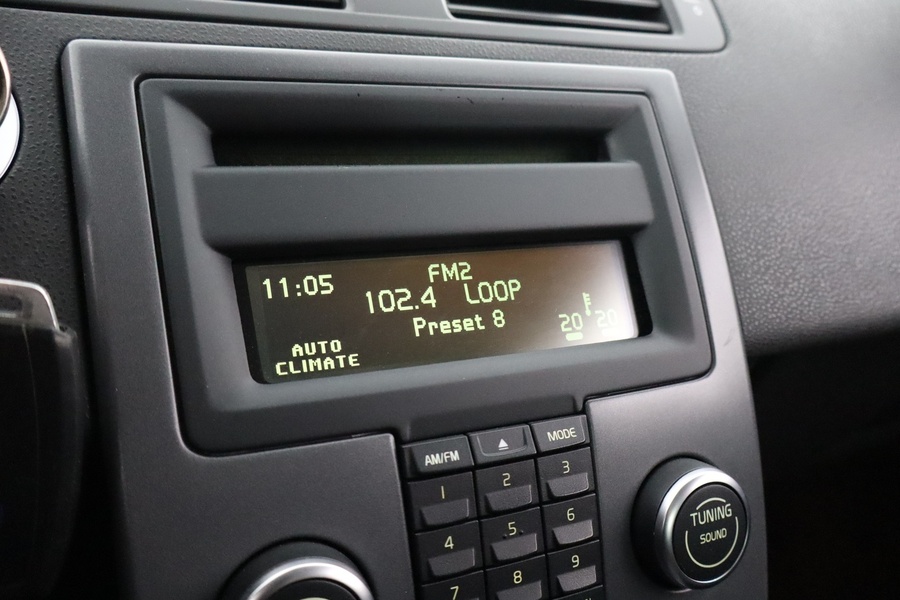 11:05
FM2
102.4 LOOP
Preset 8
20 20
AUTO
CLIMATE
AM/FM
MODE
1 2 3
4 5 6
7 8 9
TUNING
SOUND